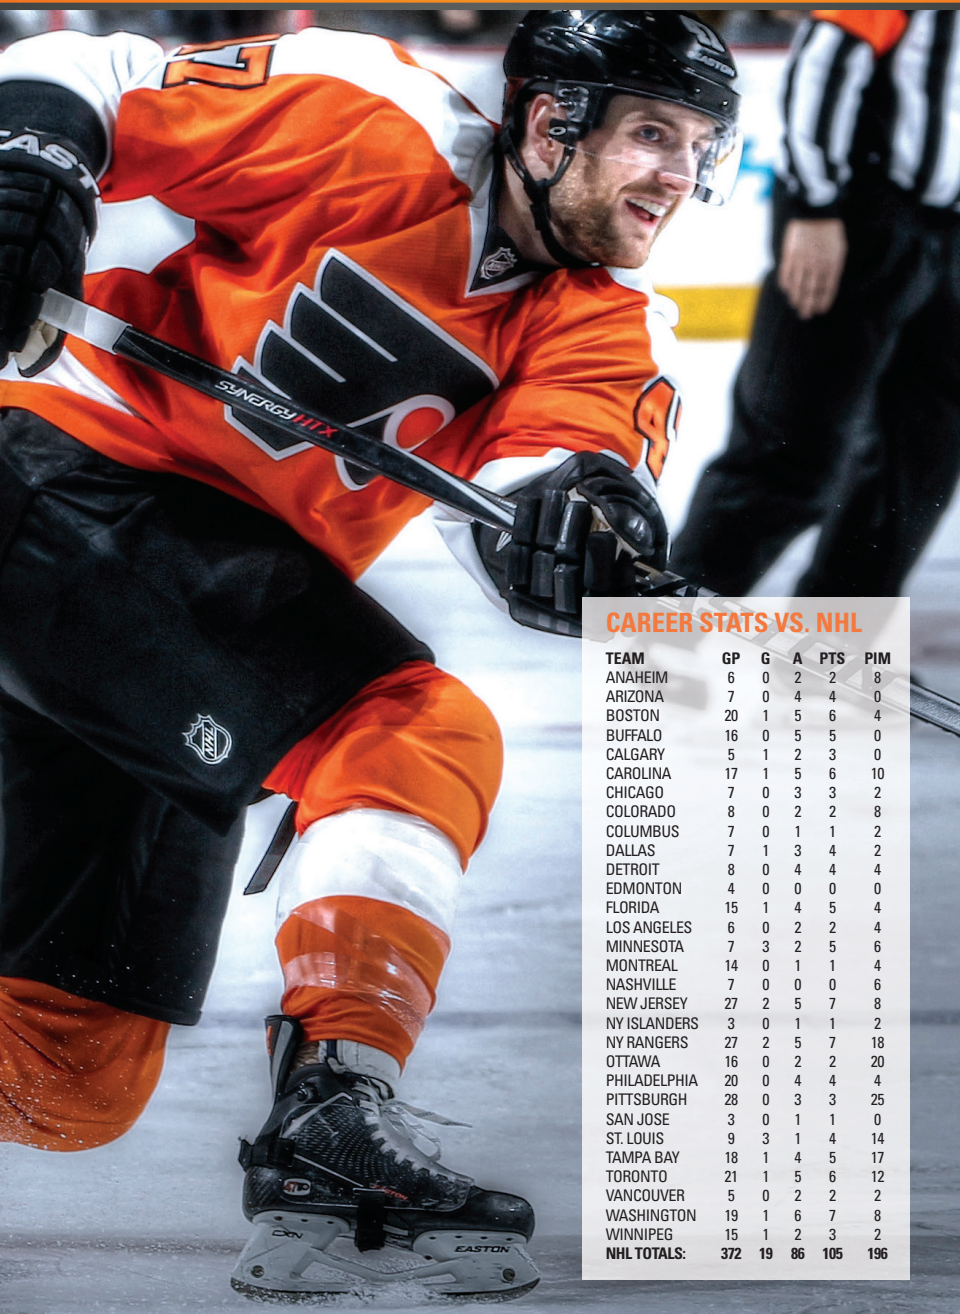 47
EASTON
EAST
NHL
SYNERGY HTX
4
NHL
CXN
EASTON
EASTON
CAREER STATS VS. NHL
TEAM GP G A PTS PIM
ANAHEIM 6 0 2 2 8
ARIZONA 7 0 4 4 0
BOSTON 20 1 5 6 4
BUFFALO 16 0 5 5 0
CALGARY 5 1 2 3 0
CAROLINA 17 1 5 6 10
CHICAGO 7 0 3 3 2
COLORADO 8 0 2 2 8
COLUMBUS 7 0 1 1 2
DALLAS 7 1 3 4 2
DETROIT 8 0 4 4 4
EDMONTON 4 0 0 0 0
FLORIDA 15 1 4 5 4
LOS ANGELES 6 0 2 2 4
MINNESOTA 7 3 2 5 6
MONTREAL 14 0 1 1 4
NASHVILLE 7 0 0 0 6
NEW JERSEY 27 2 5 7 8
NY ISLANDERS 3 0 1 1 2
NY RANGERS 27 2 5 7 18
OTTAWA 16 0 2 2 20
PHILADELPHIA 20 0 4 4 4
PITTSBURGH 28 0 3 3 25
SAN JOSE 3 0 1 1 0
ST. LOUIS 9 3 1 4 14
TAMPA BAY 18 1 4 5 17
TORONTO 21 1 5 6 12
VANCOUVER 5 0 2 2 2
WASHINGTON 19 1 6 7 8
WINNIPEG 15 1 2 3 2
NHL TOTALS: 372 19 86 105 196